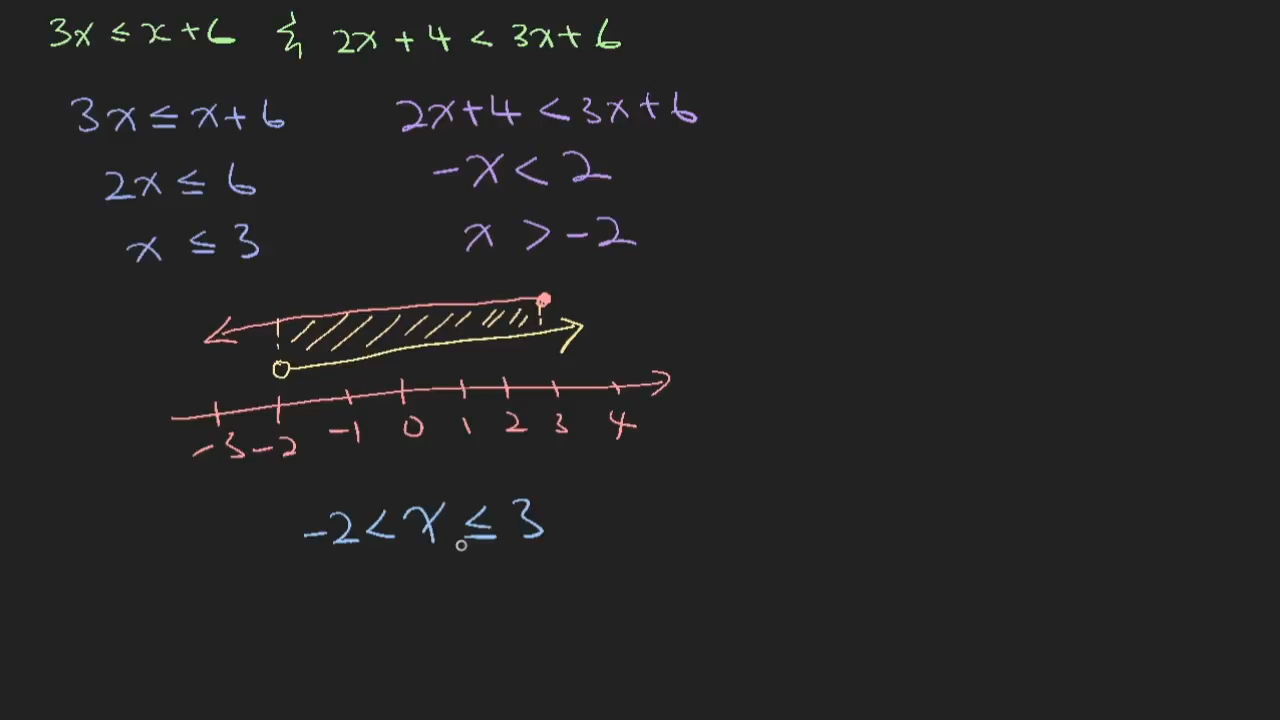 3x ≤ x + 6 & 2x + 4 < 3x + 6
3x ≤ x + 6
2x ≤ 6
x ≤ 3
2x + 4 < 3x + 6
-x < 2
x > -2
-3 -2 -1 0 1 2 3 4
-2 < x ≤ 3